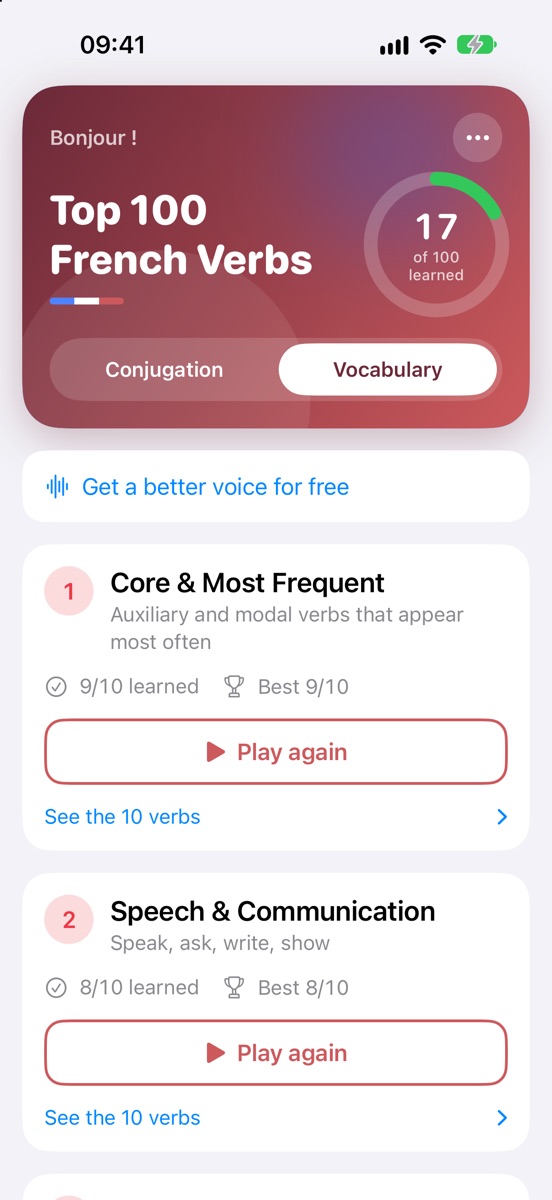 09:41
Bonjour !
Top 100
French Verbs
17
of 100
learned
Conjugation
Vocabulary
Get a better voice for free
1
Core & Most Frequent
Auxiliary and modal verbs that appear
most often
9/10 learned
Best 9/10
Play again
See the 10 verbs
2
Speech & Communication
Speak, ask, write, show
8/10 learned
Best 8/10
Play again
See the 10 verbs